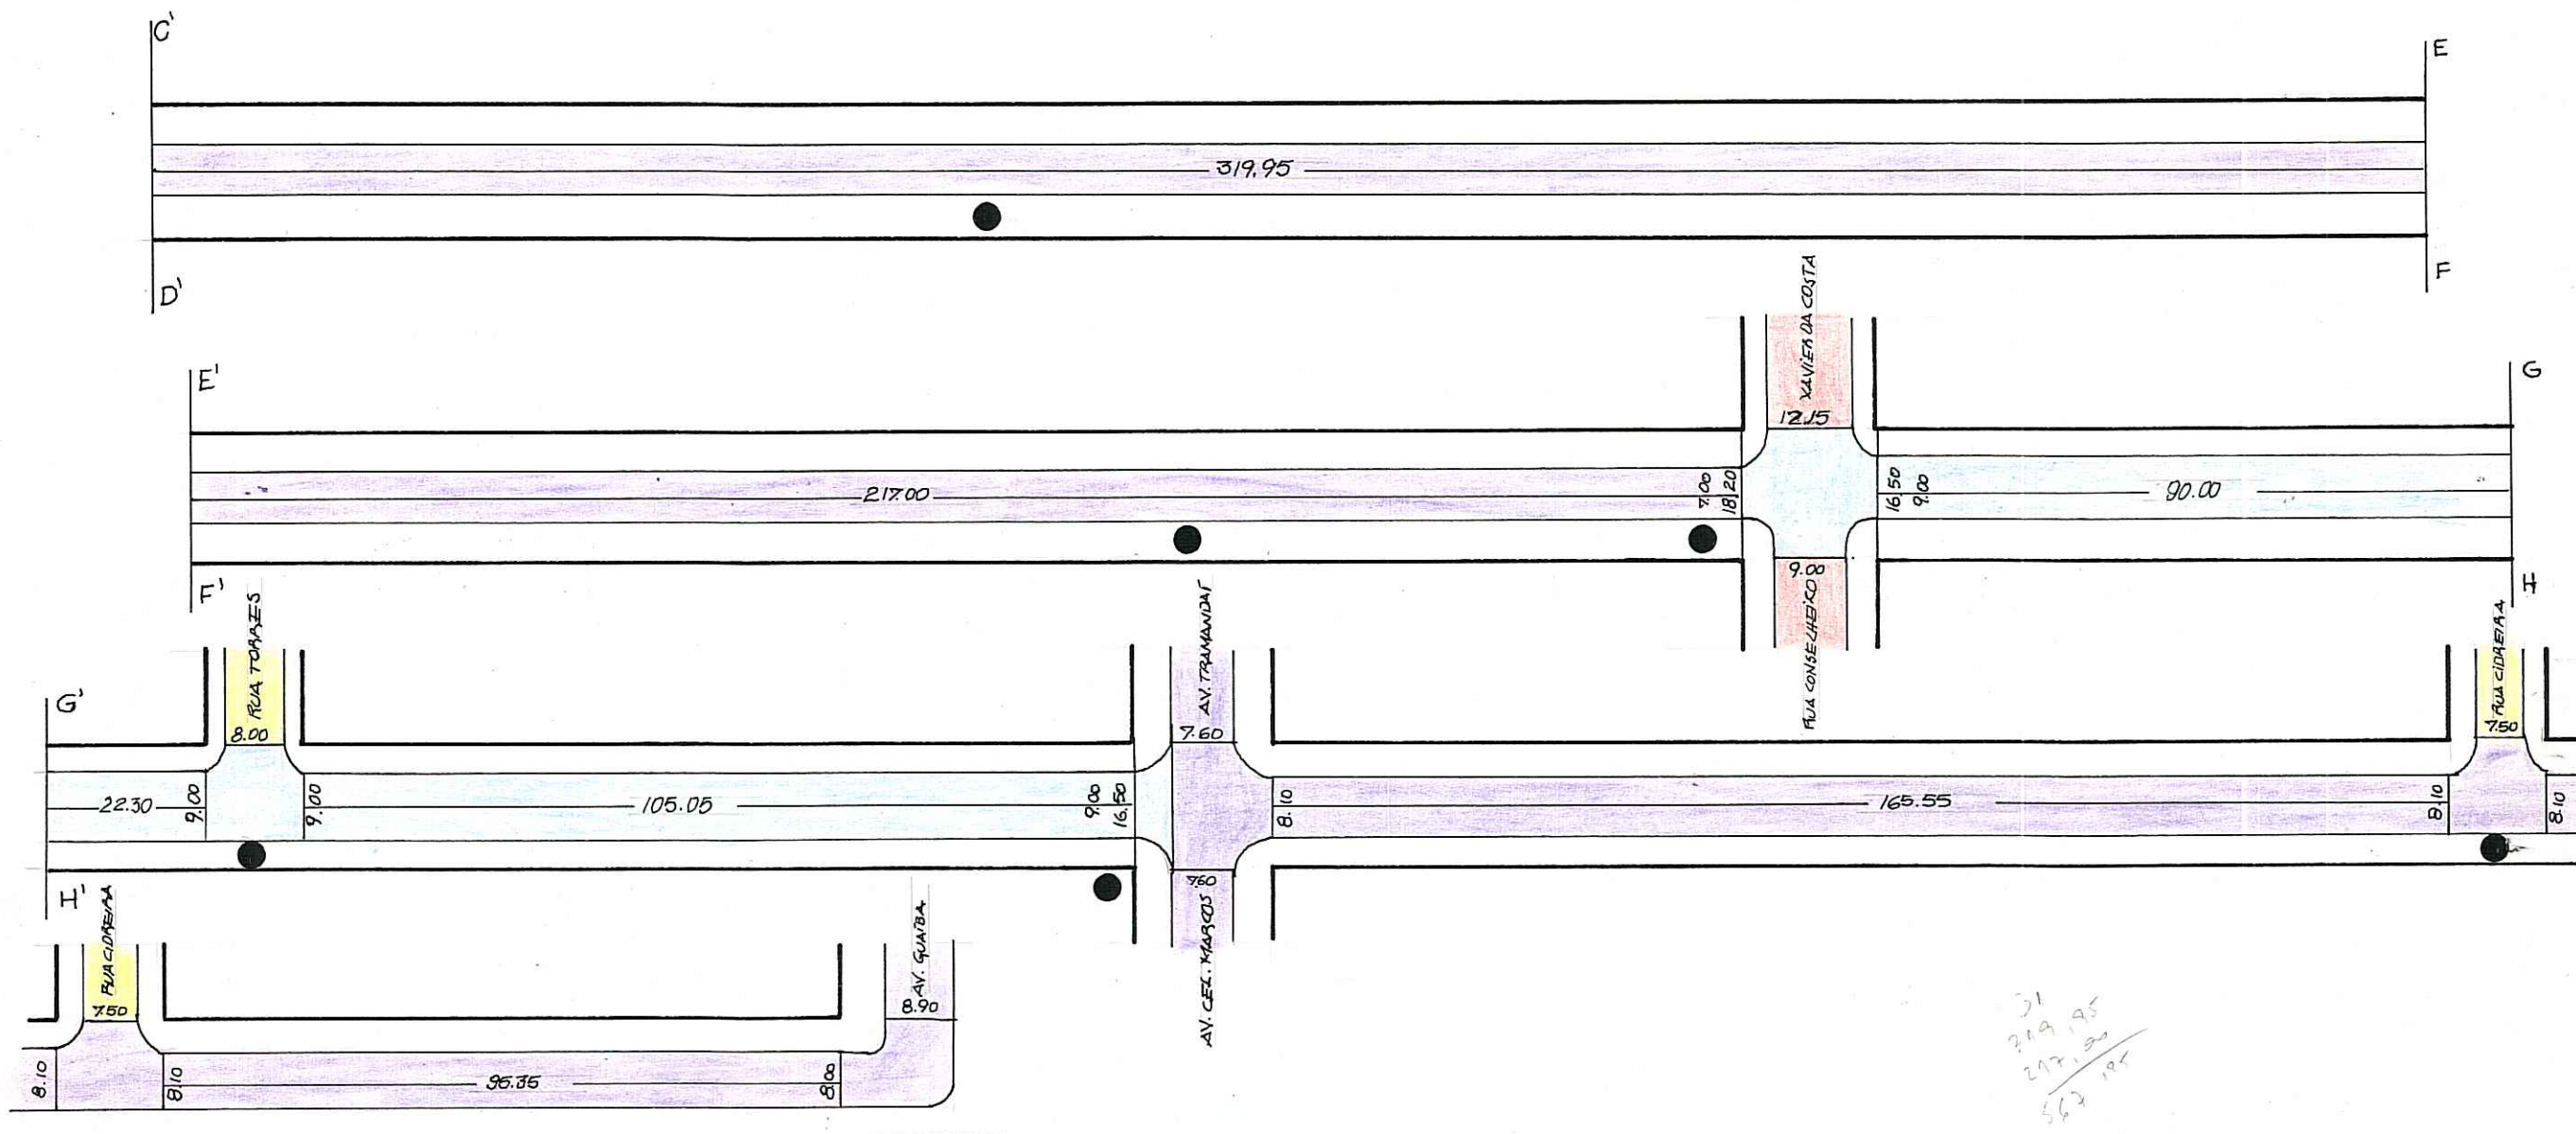 C'
E
319.95
D'
F
XAVIER DA COSTA
E'
G
12.15
217.00
7.00
18,20
16,50
9.00
90.00
9.00
F'
H
RUA CONSELHEIRO
RUA TORRES
AV. TRAMANDAÍ
RUA CIDREIRA
G'
8.00
7.60
7.50
22.30
9.00
9.00
105.05
9.00
16.50
8.10
165.55
8.10
8.10
H'
7.60
AV. CEL. MARCOS
RUA CIDREIRA
AV. GUAÍBA
7.50
8.90
8.10
8.10
95.35
8.00